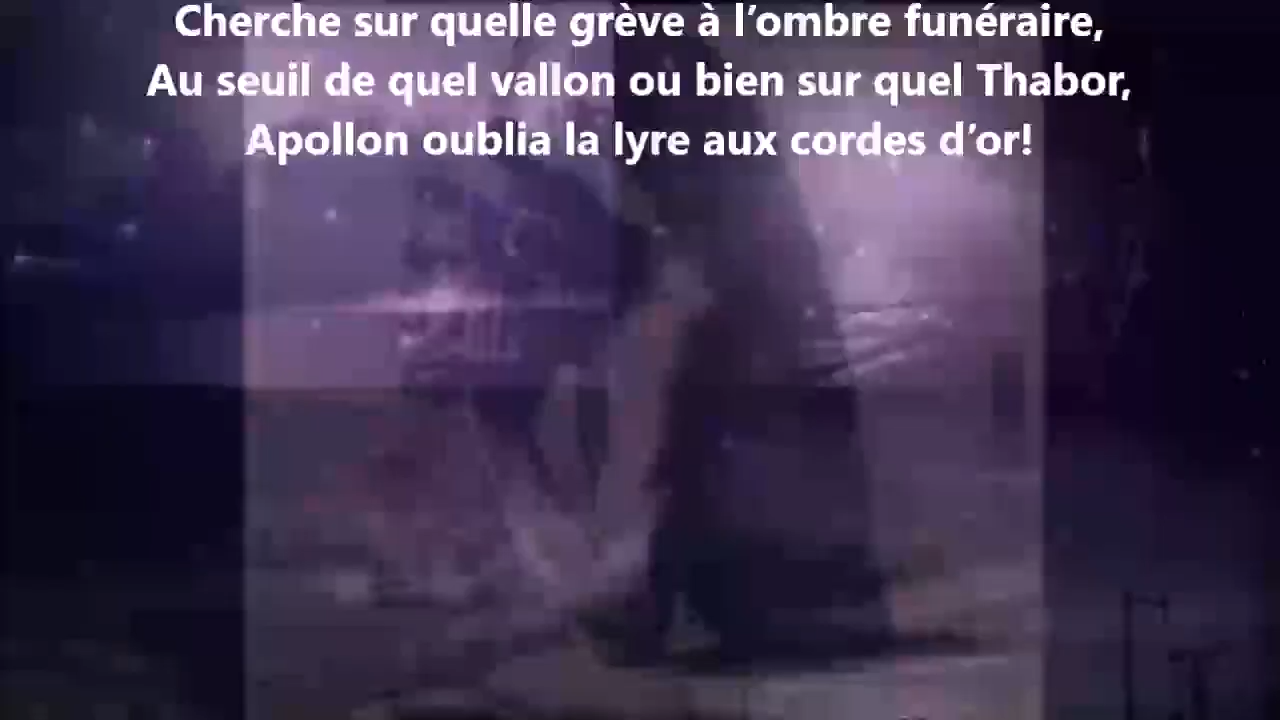 Cherche sur quelle grève à l’ombre funéraire,
Au seuil de quel vallon ou bien sur quel Thabor,
Apollon oublia la lyre aux cordes d’or!